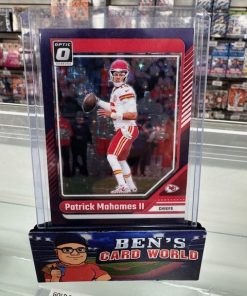 OPTIC
Patrick Mahomes II
CHIEFS
BEN'S
CARD WORLD